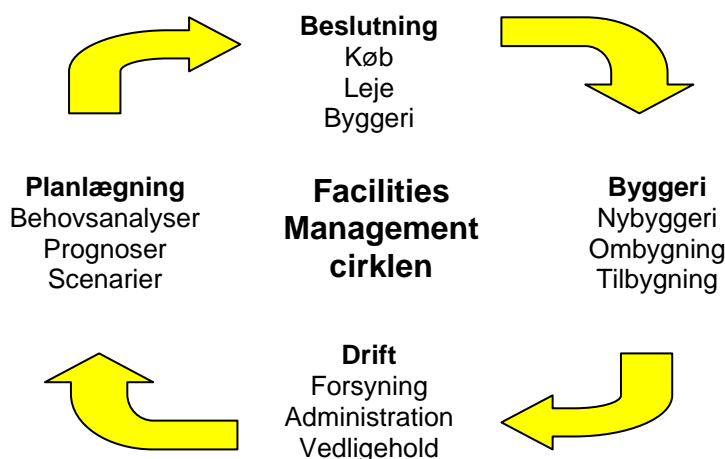 Beslutning
Køb
Leje
Byggeri
Planlægning
Behovsanalyser
Prognoser
Scenarier
Facilities
Management
cirklen
Byggeri
Nybyggeri
Ombygning
Tilbygning
Drift
Forsyning
Administration
Vedligehold